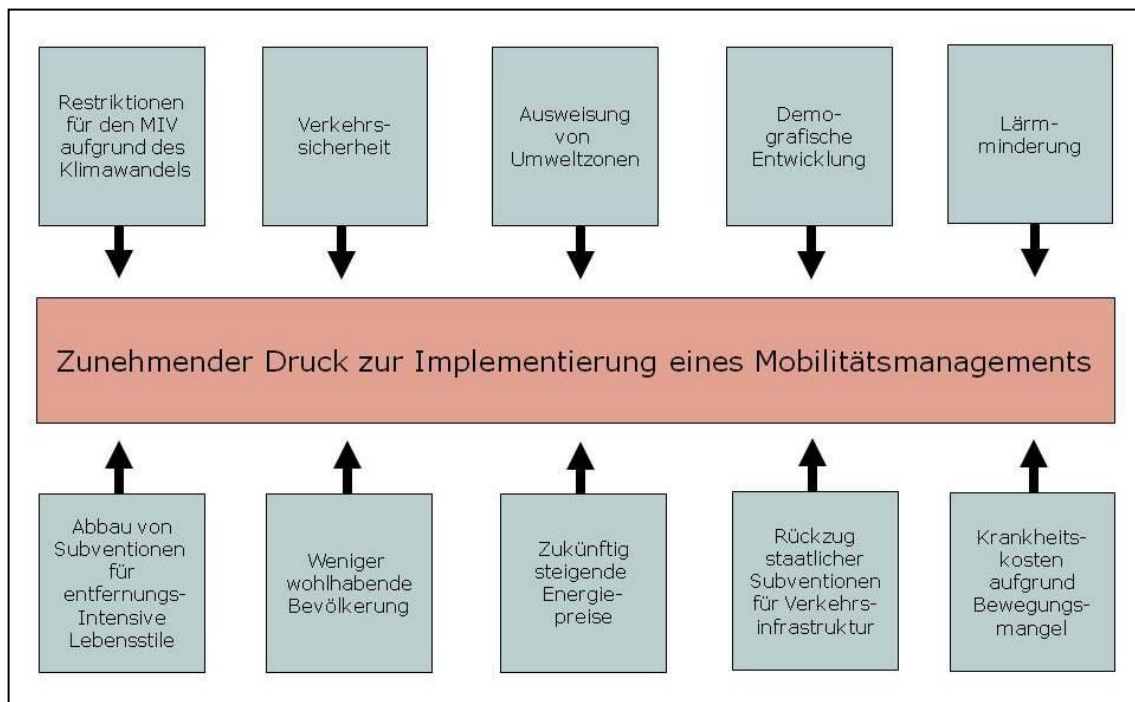 Restriktionen
für den MIV
aufgrund des
Klimawandels
Verkehrs-
sicherheit
Ausweisung
von
Umweltzonen
Demo-
grafische
Entwicklung
Lärm-
minderung
Zunehmender Druck zur Implementierung eines Mobilitätsmanagements
Abbau von
Subventionen
für
entfernungs-
Intensive
Lebensstile
Weniger
wohlhabende
Bevölkerung
Zukünftig
steigende
Energie-
preise
Rückzug
staatlicher
Subventionen
für Verkehrs-
infrastruktur
Krankheits-
kosten
aufgrund
Bewegungs-
mangel